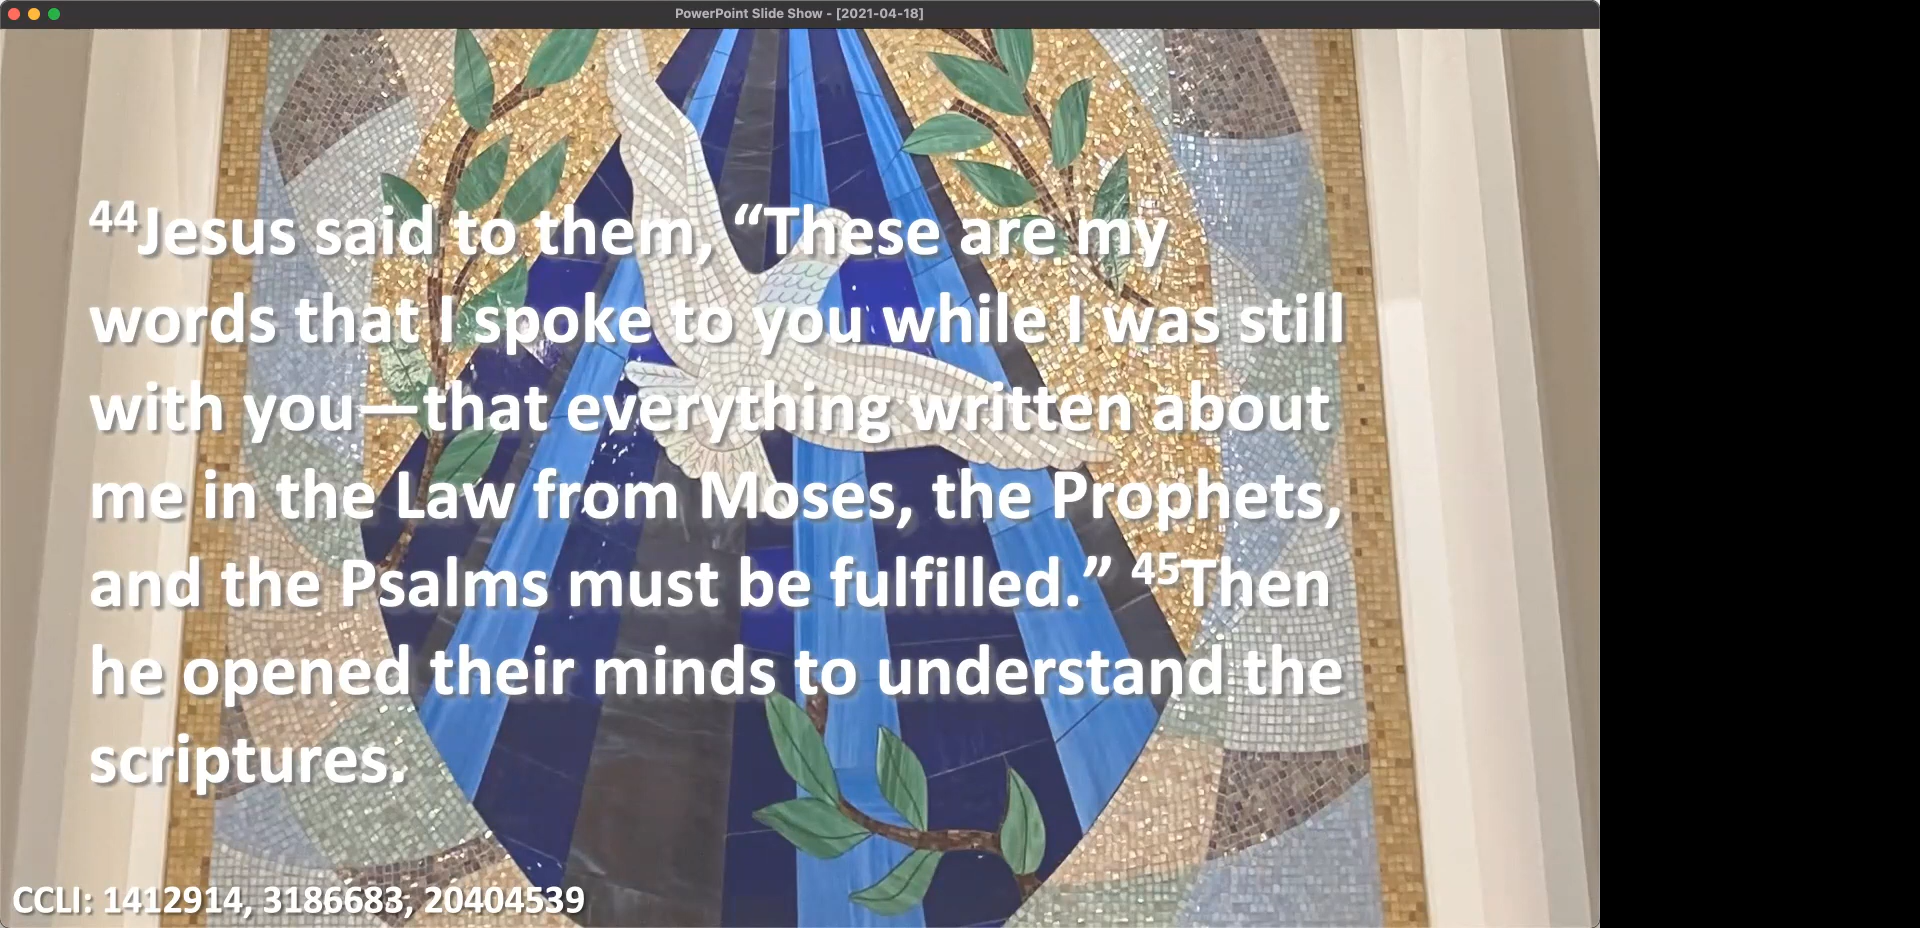 PowerPoint Slide Show - [2021-04-18]
44Jesus said to them, “These are my
words that I spoke to you while I was still
with you—that everything written about
me in the Law from Moses, the Prophets,
and the Psalms must be fulfilled.” 45Then
he opened their minds to understand the
scriptures.
CCLI: 1412914, 3186683, 20404539